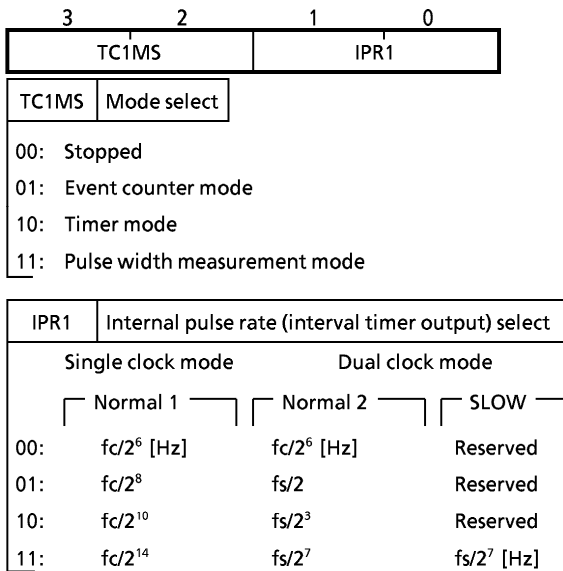 3 2 1 0
TC1MS IPR1
TC1MS Mode select
00: Stopped
01: Event counter mode
10: Timer mode
11: Pulse width measurement mode
IPR1 Internal pulse rate (interval timer output) select
Single clock mode Dual clock mode
Normal 1 Normal 2 SLOW
00: fc/2⁶ [Hz] fc/2⁶ [Hz] Reserved
01: fc/2⁸ fs/2 Reserved
10: fc/2¹⁰ fs/2³ Reserved
11: fc/2¹⁴ fs/2⁷ fs/2⁷ [Hz]